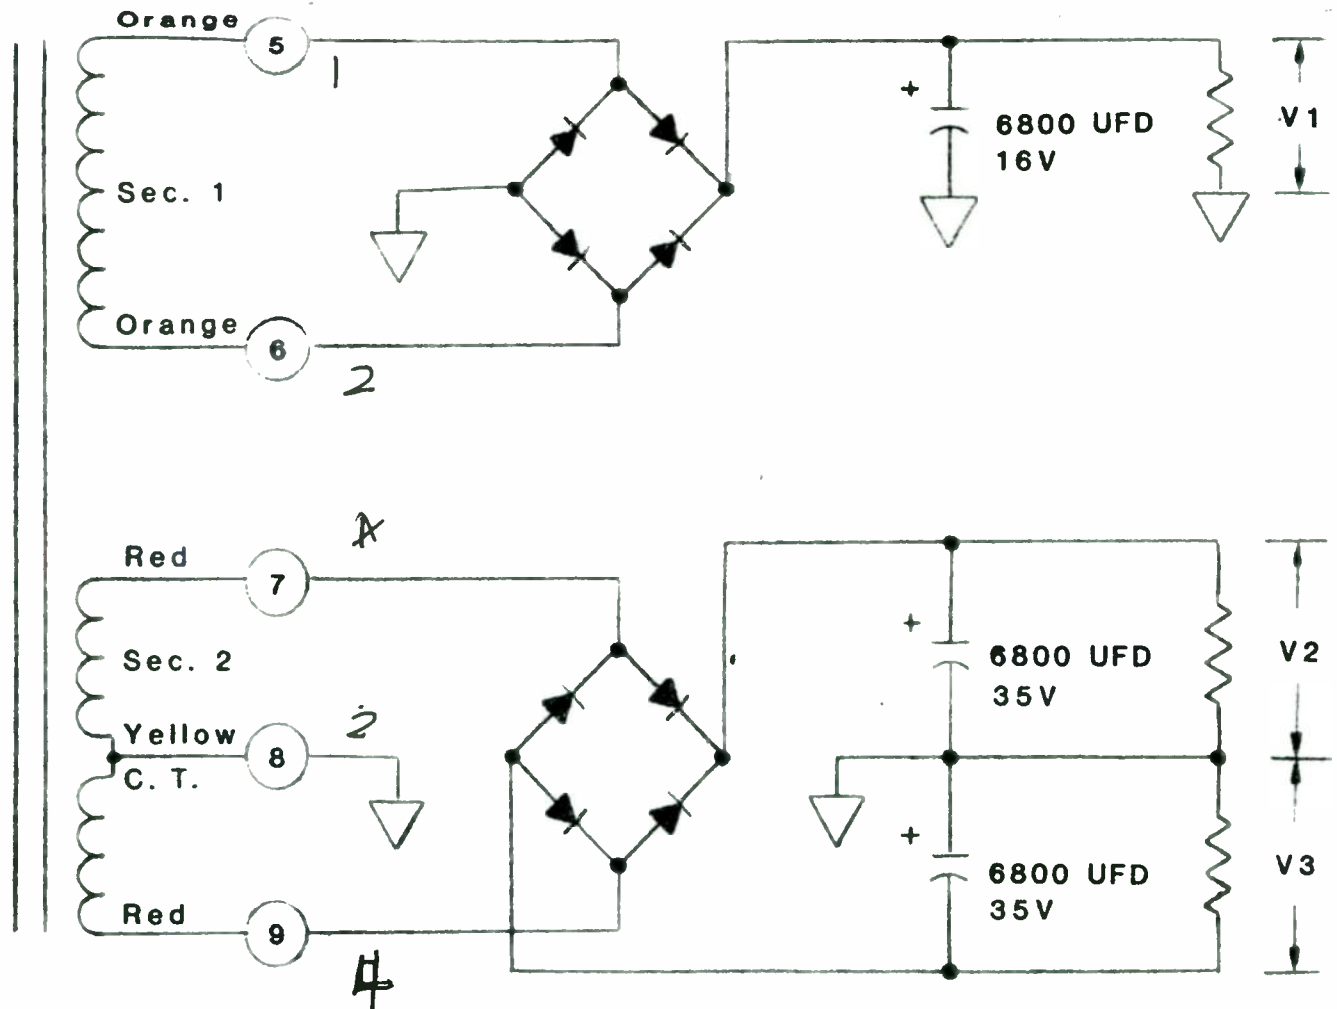 Orange
5
1
+
6800 UFD
16V
V1
Sec. 1
Orange
6
2
Red
7
Sec. 2
+
6800 UFD
35V
V2
Yellow
8
2
C. T.
+
6800 UFD
35V
V3
Red
9
4